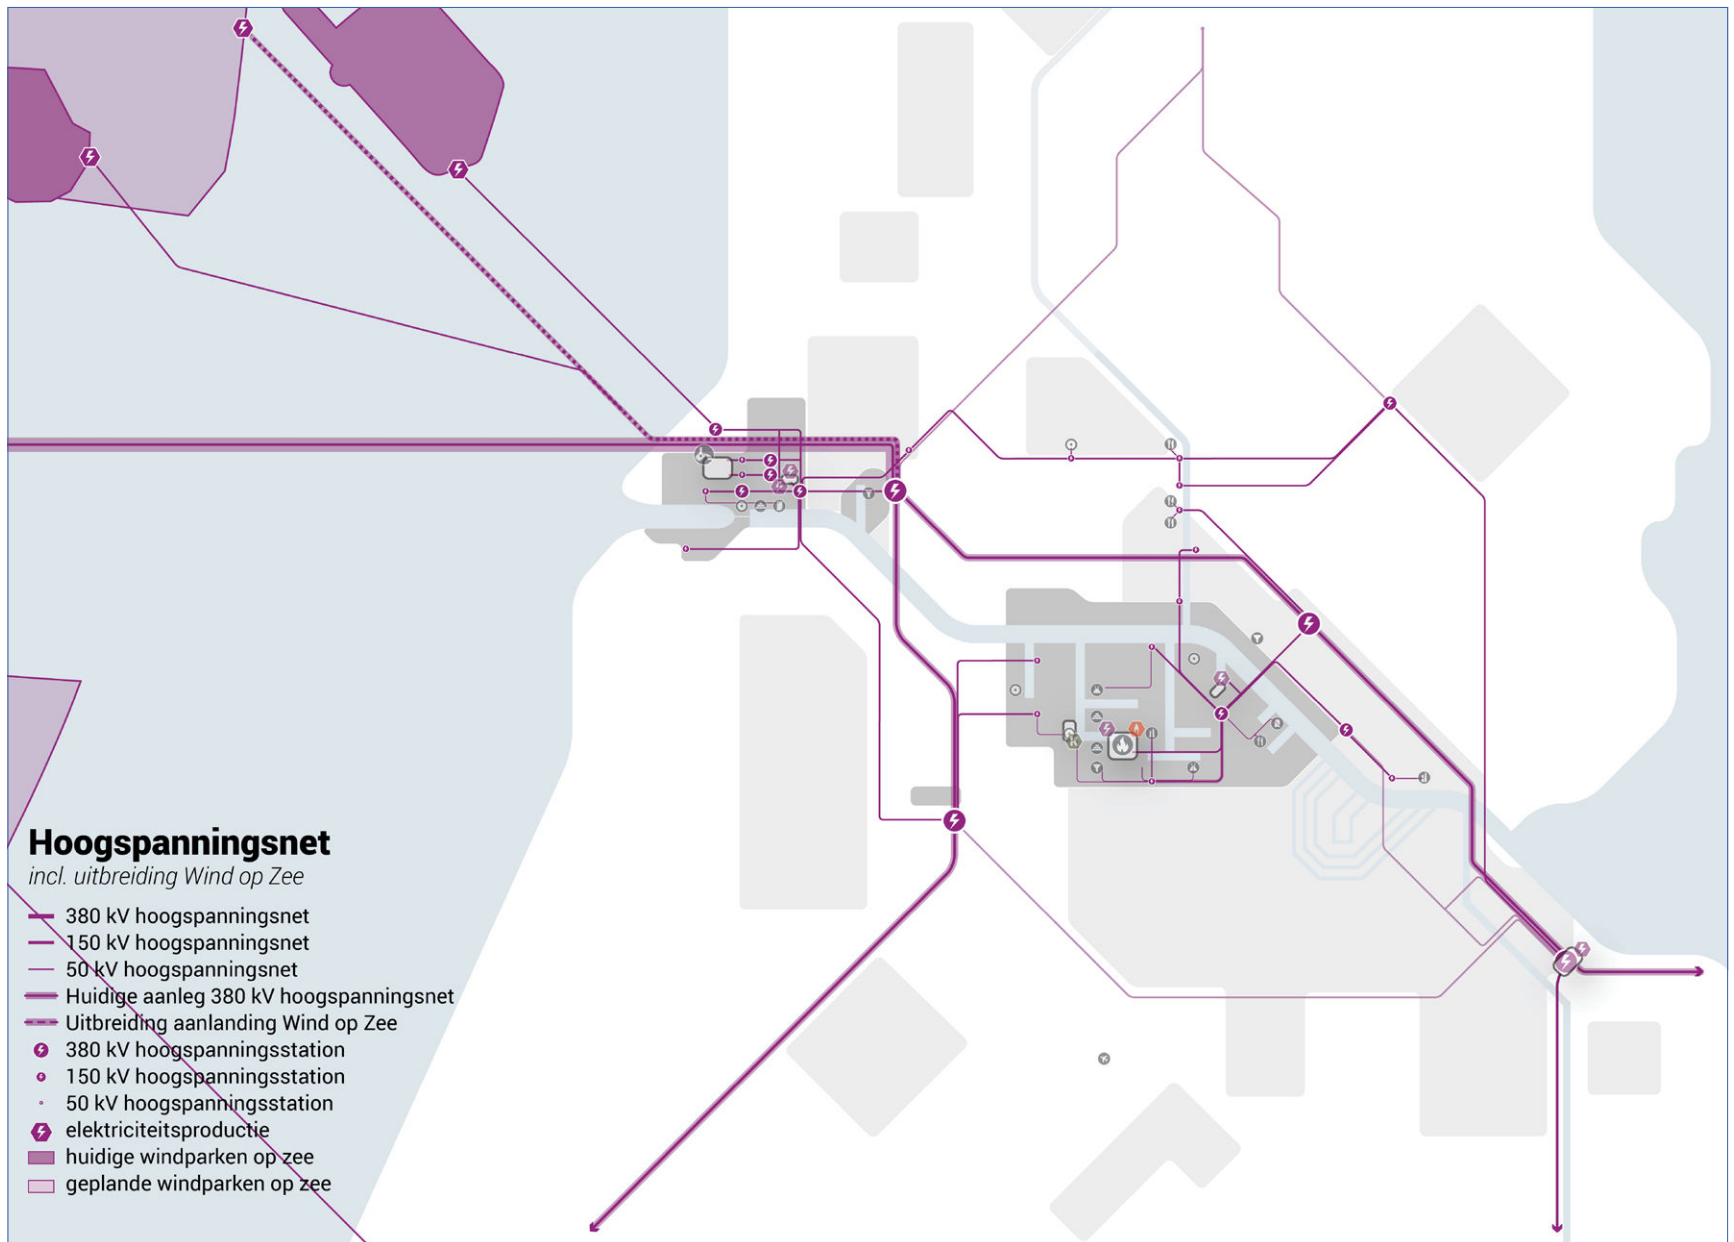 Hoogspanningsnet
incl. uitbreiding Wind op Zee
380 kV hoogspanningsnet
150 kV hoogspanningsnet
50 kV hoogspanningsnet
Huidige aanleg 380 kV hoogspanningsnet
Uitbreiding aanlanding Wind op Zee
380 kV hoogspanningsstation
150 kV hoogspanningsstation
50 kV hoogspanningsstation
elektriciteitsproductie
huidige windparken op zee
geplande windparken op zee